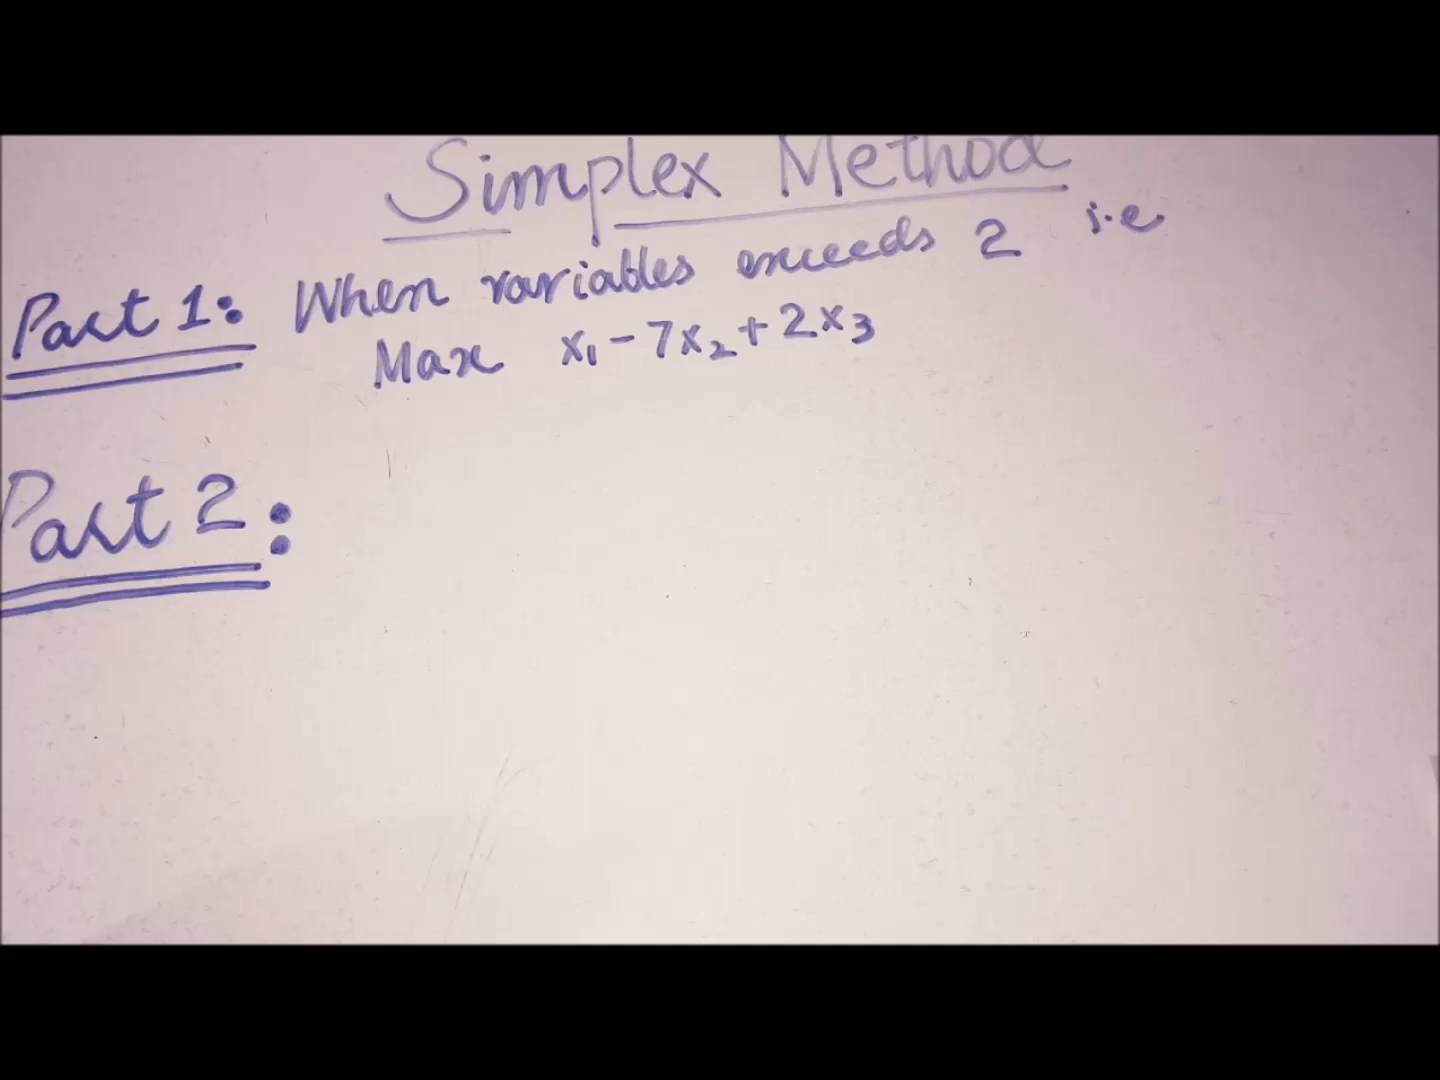 Simplex Method
Part 1: When variables exceeds 2 i.e
Max x₁ - 7x₂ + 2x₃
Part 2: